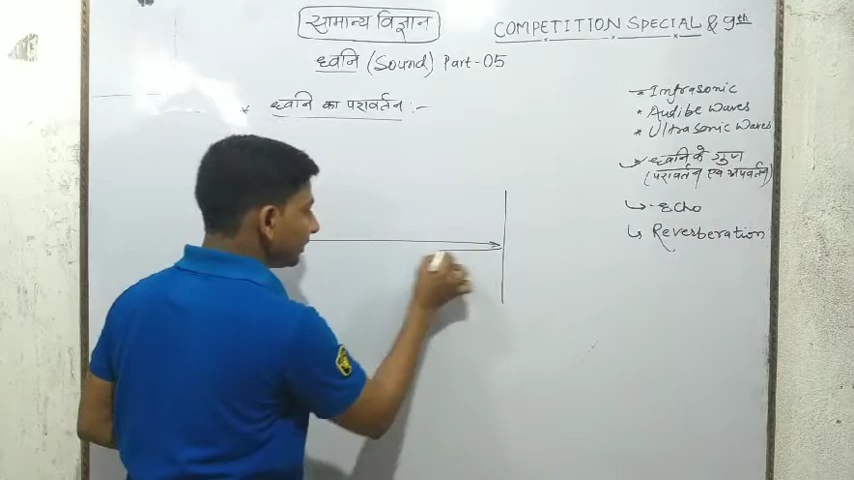 सामान्य विज्ञान
COMPETITION SPECIAL & 9th
ध्वनि (Sound) Part-05
* ध्वनि का परावर्तन :-
* Infrasonic
* Audibe waves
* Ultrasonic waves
ध्वनि के गुण
(परावर्तन एवं अपवर्तन)
↳ Echo
↳ Reverseberation